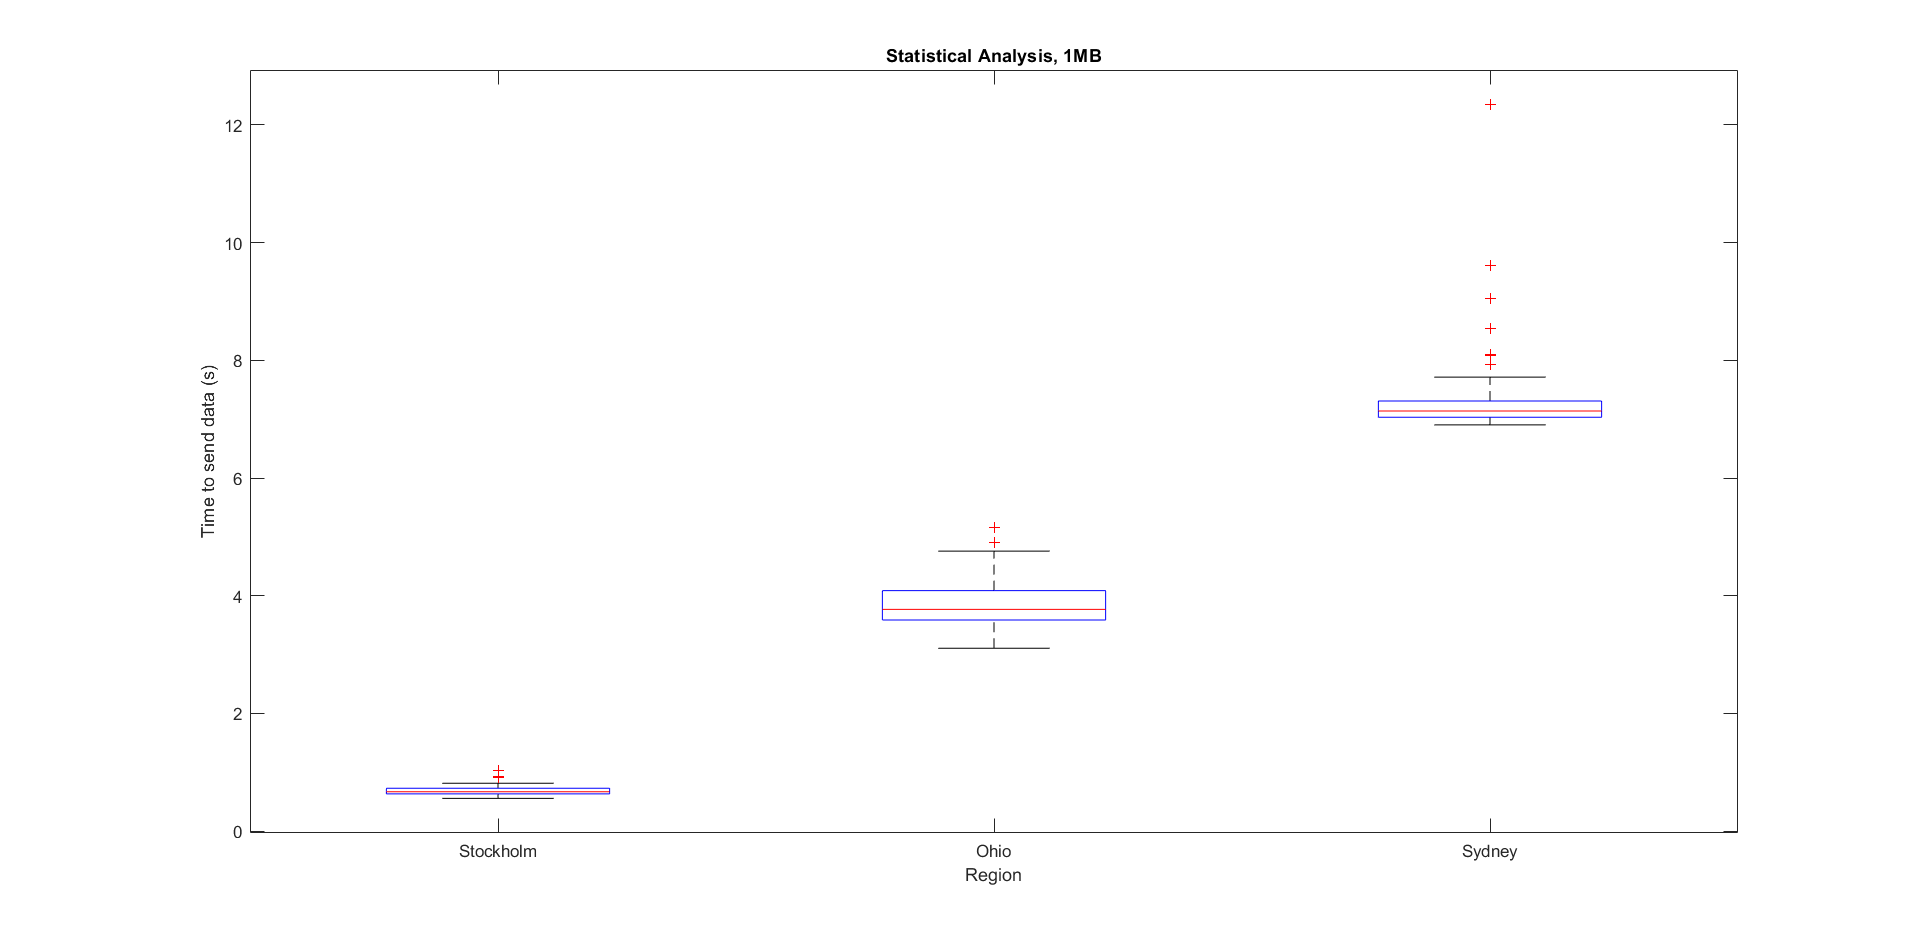 Statistical Analysis, 1MB
12
10
8
6
4
2
0
Time to send data (s)
Stockholm Ohio Sydney
Region